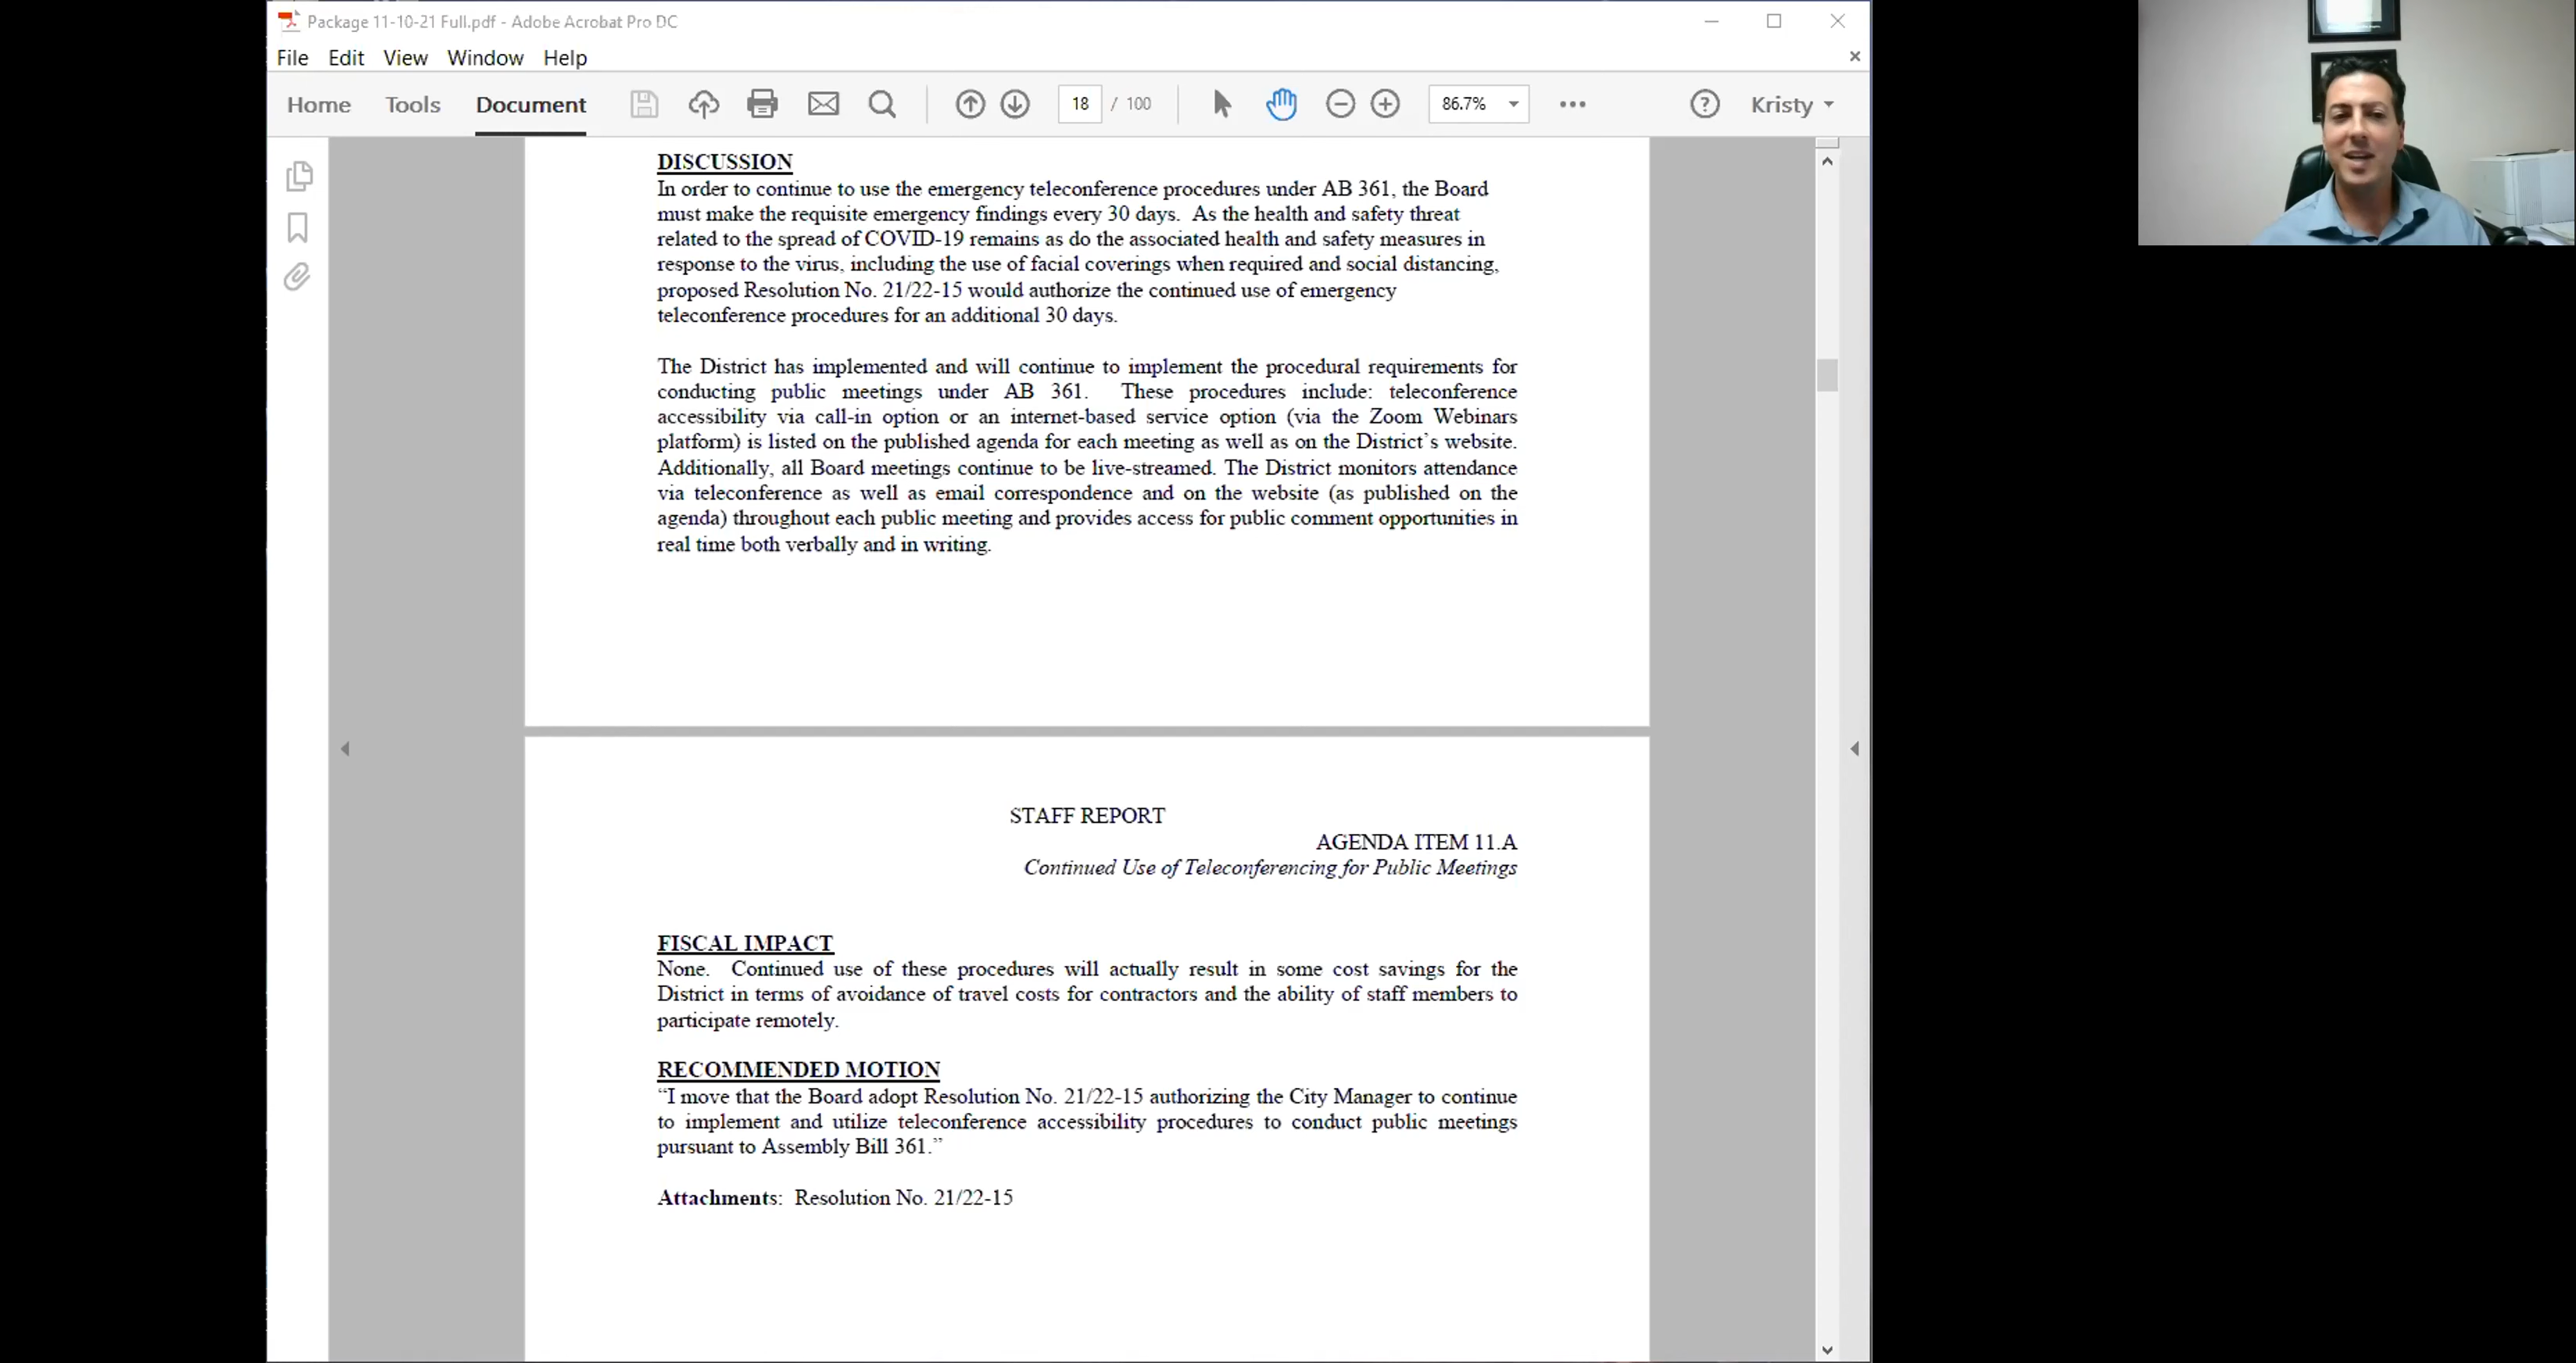 Package 11-10-21 Full.pdf - Adobe Acrobat Pro DC
File Edit View Window Help
Home Tools Document 18 / 100 86.7% Kristy
DISCUSSION
In order to continue to use the emergency teleconference procedures under AB 361, the Board
must make the requisite emergency findings every 30 days. As the health and safety threat
related to the spread of COVID-19 remains as do the associated health and safety measures in
response to the virus, including the use of facial coverings when required and social distancing,
proposed Resolution No. 21/22-15 would authorize the continued use of emergency
teleconference procedures for an additional 30 days.
The District has implemented and will continue to implement the procedural requirements for
conducting public meetings under AB 361. These procedures include: teleconference
accessibility via call-in option or an internet-based service option (via the Zoom Webinars
platform) is listed on the published agenda for each meeting as well as on the District's website.
Additionally, all Board meetings continue to be live-streamed. The District monitors attendance
via teleconference as well as email correspondence and on the website (as published on the
agenda) throughout each public meeting and provides access for public comment opportunities in
real time both verbally and in writing.
STAFF REPORT
AGENDA ITEM 11.A
Continued Use of Teleconferencing for Public Meetings
FISCAL IMPACT
None. Continued use of these procedures will actually result in some cost savings for the
District in terms of avoidance of travel costs for contractors and the ability of staff members to
participate remotely.
RECOMMENDED MOTION
“I move that the Board adopt Resolution No. 21/22-15 authorizing the City Manager to continue
to implement and utilize teleconference accessibility procedures to conduct public meetings
pursuant to Assembly Bill 361.”
Attachments: Resolution No. 21/22-15